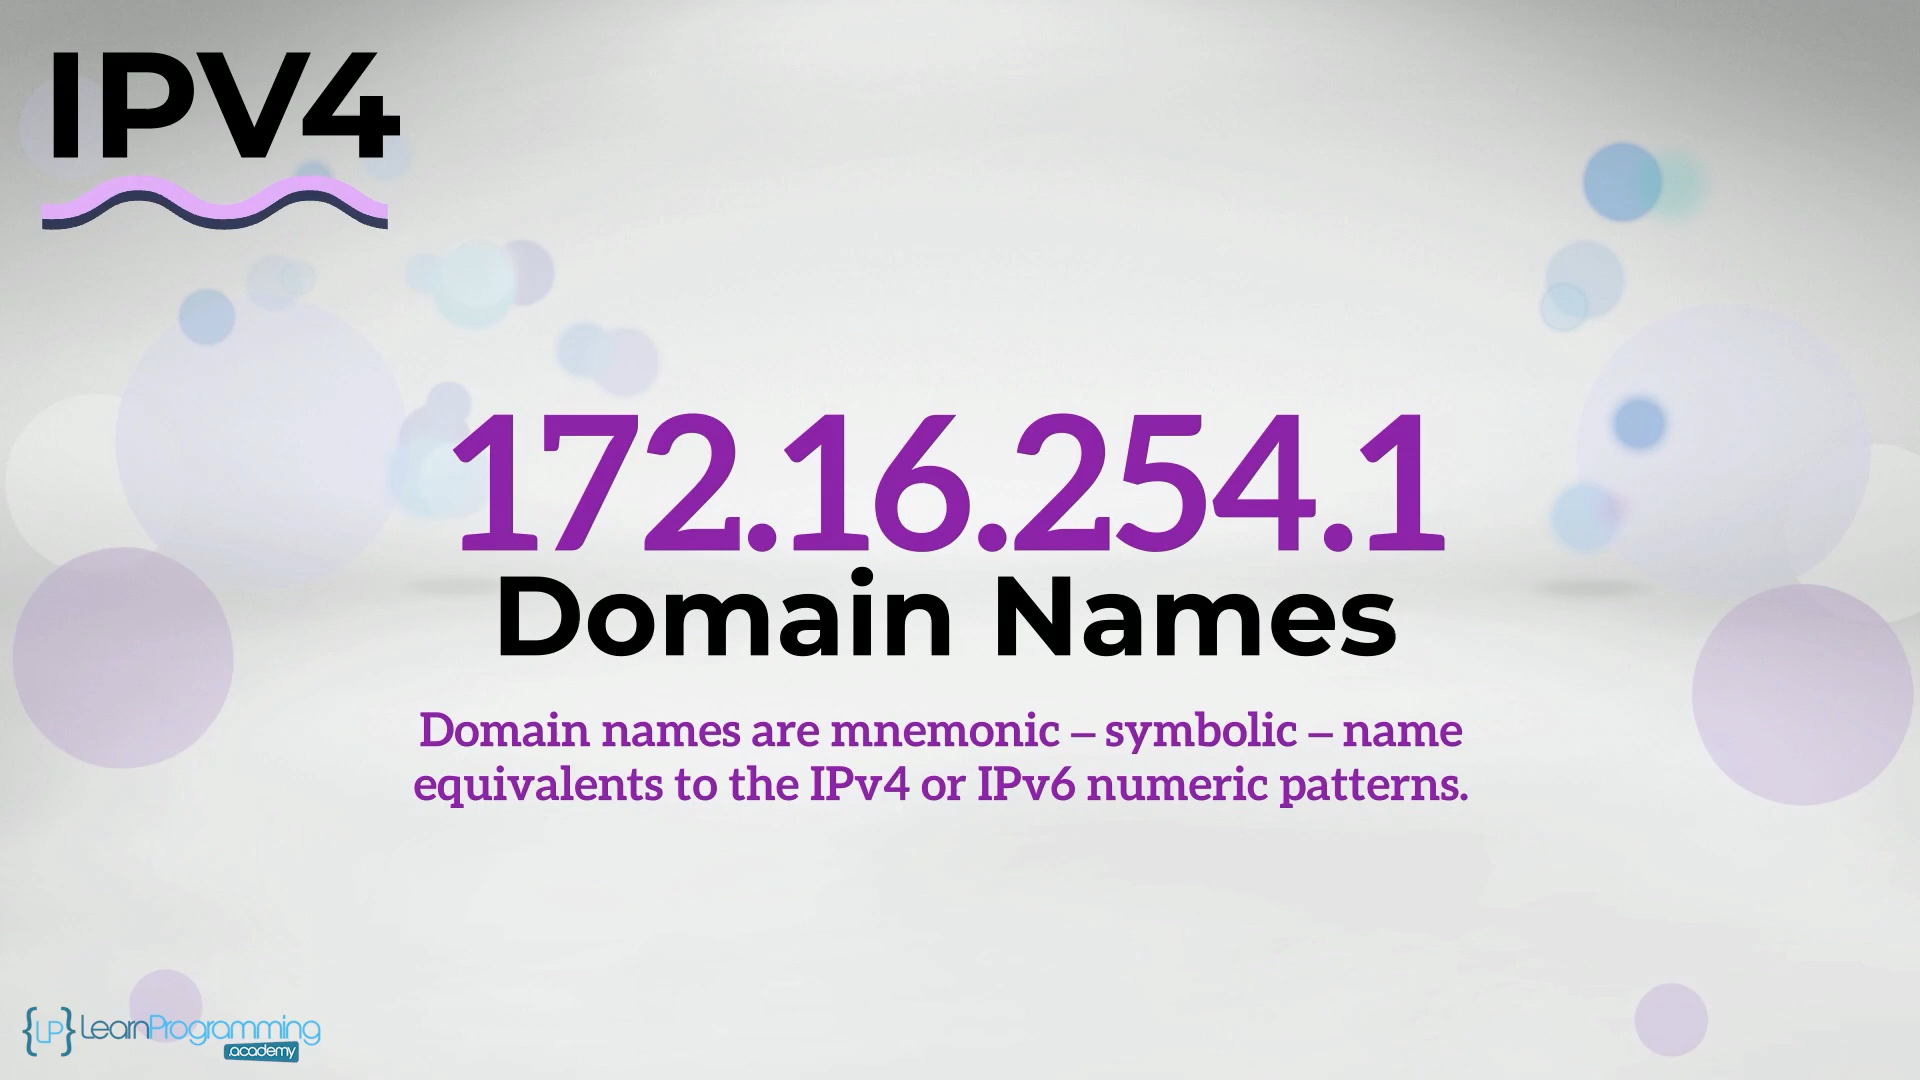 IPV4
172.16.254.1
Domain Names
Domain names are mnemonic – symbolic – name
equivalents to the IPv4 or IPv6 numeric patterns.
{LP} LearnProgramming
.academy